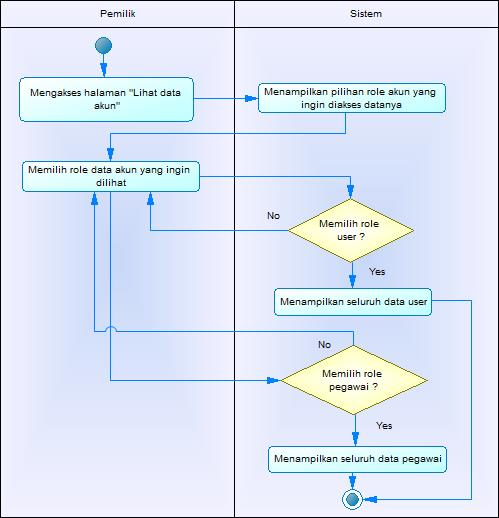 Pemilik
Sistem
Mengakses halaman "Lihat data
akun"
Menampilkan pilihan role akun yang
ingin diakses datanya
Memilih role data akun yang ingin
dilihat
No
Memilih role
user ?
Yes
Menampilkan seluruh data user
No
Memilih role
pegawai ?
Yes
Menampilkan seluruh data pegawai